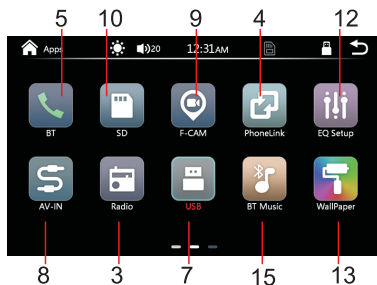 5 10 9 4 12
Apps 20 12:31AM
BT SD F-CAM PhoneLink EQ Setup
AV-IN Radio USB BT Music WallPaper
8 3 7 15 13